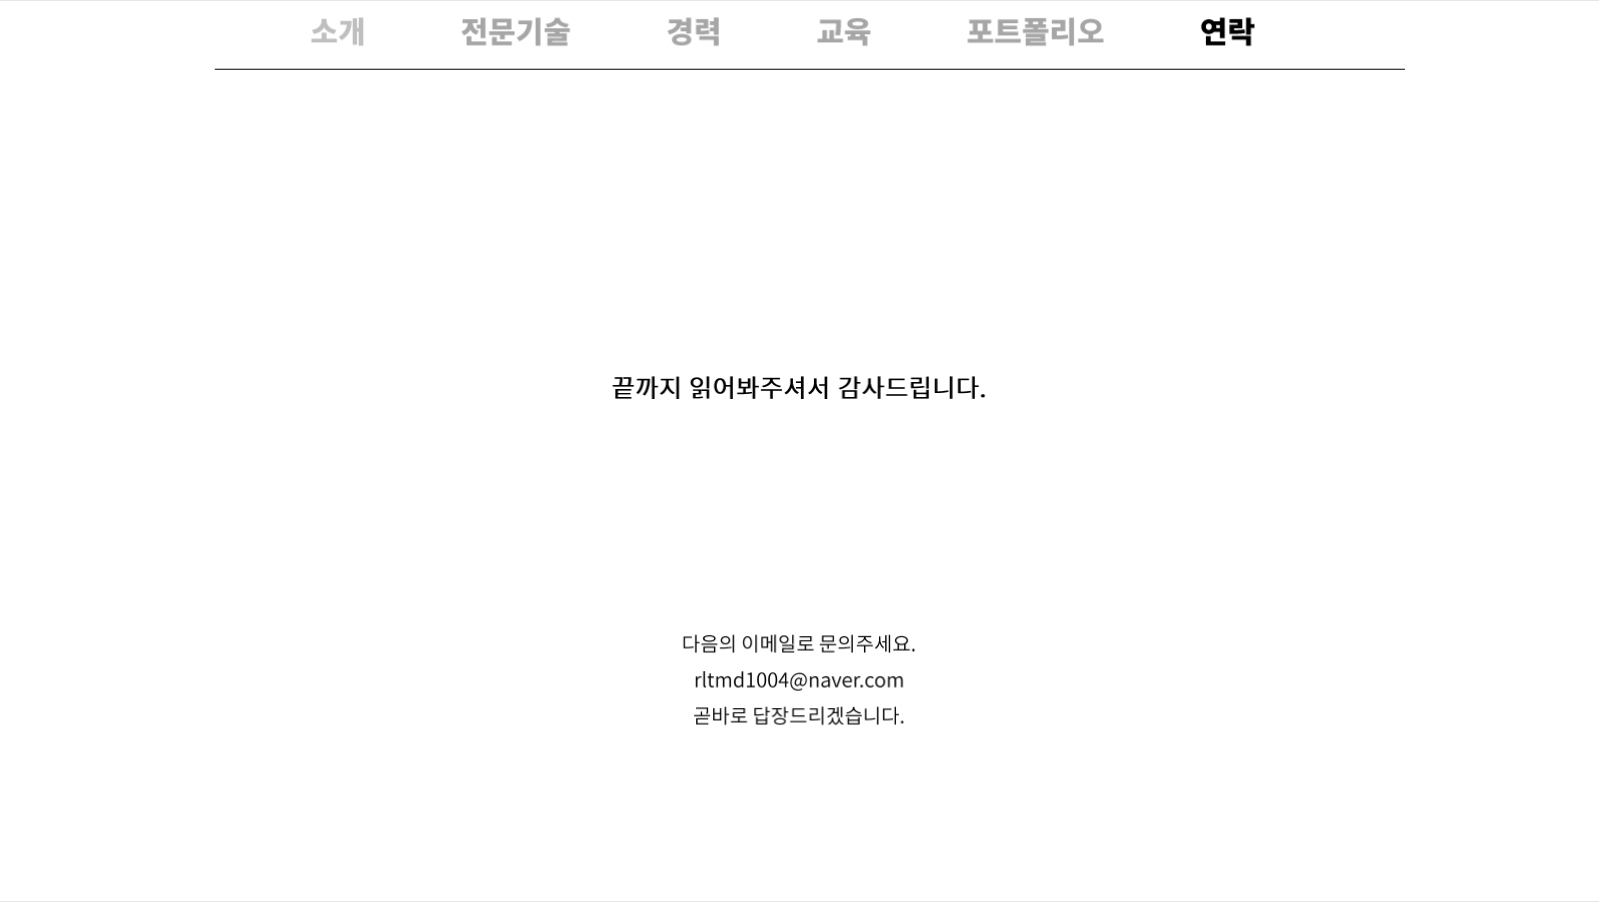 소개 전문기술 경력 교육 포트폴리오 연락
끝까지 읽어봐주셔서 감사드립니다.
다음의 이메일로 문의주세요.
rltmd1004@naver.com
곧바로 답장드리겠습니다.